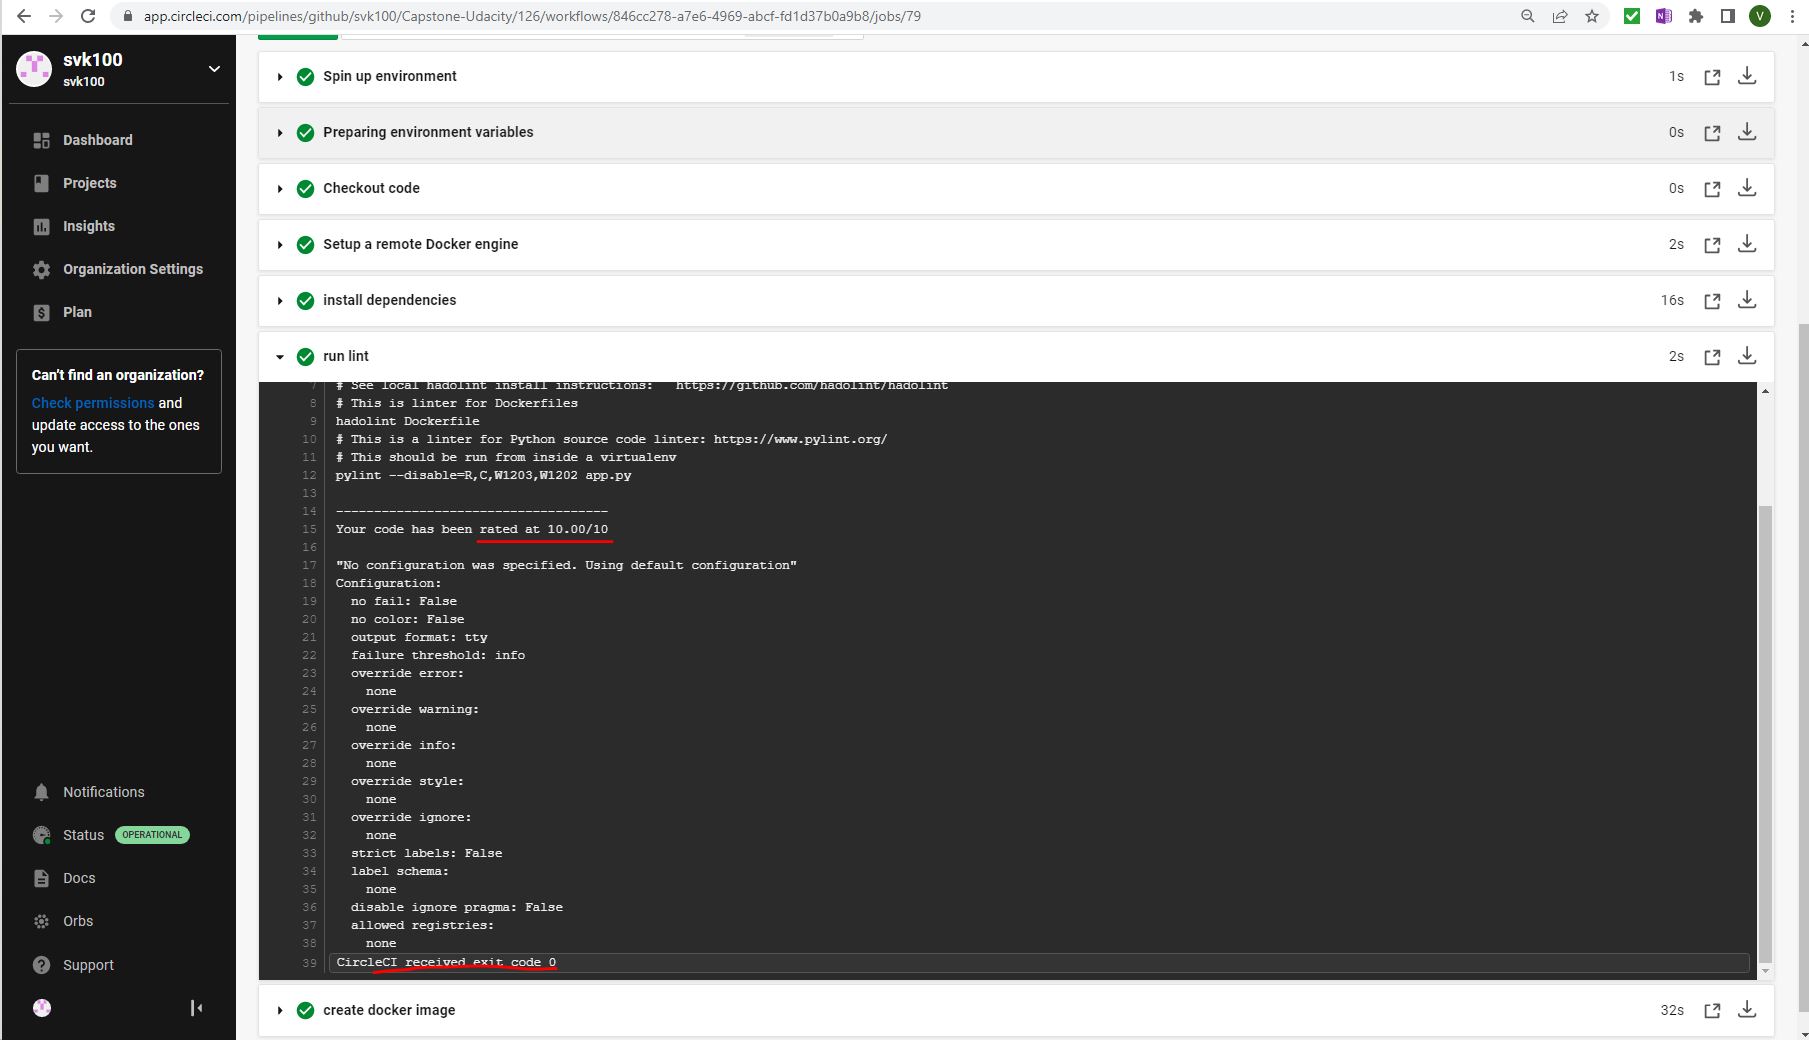 app.circleci.com/pipelines/github/svk100/Capstone-Udacity/126/workflows/846cc278-a7e6-4969-abcf-fd1d37b0a9b8/jobs/79
N
V
svk100
svk100
Dashboard
Projects
Insights
Organization Settings
Plan
Can't find an organization?
Check permissions and
update access to the ones
you want.
Notifications
Status OPERATIONAL
Docs
Orbs
Support
Spin up environment 1s
Preparing environment variables 0s
Checkout code 0s
Setup a remote Docker engine 2s
install dependencies 16s
run lint 2s
7 # See local hadolint install instructions: https://github.com/hadolint/hadolint
8 # This is linter for Dockerfiles
9 hadolint Dockerfile
10 # This is a linter for Python source code linter: https://www.pylint.org/
11 # This should be run from inside a virtualenv
12 pylint --disable=R,C,W1203,W1202 app.py
13
14 ------------------------------------
15 Your code has been rated at 10.00/10
16
17 "No configuration was specified. Using default configuration"
18 Configuration:
19 no fail: False
20 no color: False
21 output format: tty
22 failure threshold: info
23 override error:
24 none
25 override warning:
26 none
27 override info:
28 none
29 override style:
30 none
31 override ignore:
32 none
33 strict labels: False
34 label schema:
35 none
36 disable ignore pragma: False
37 allowed registries:
38 none
39 CircleCI received exit code 0
create docker image 32s